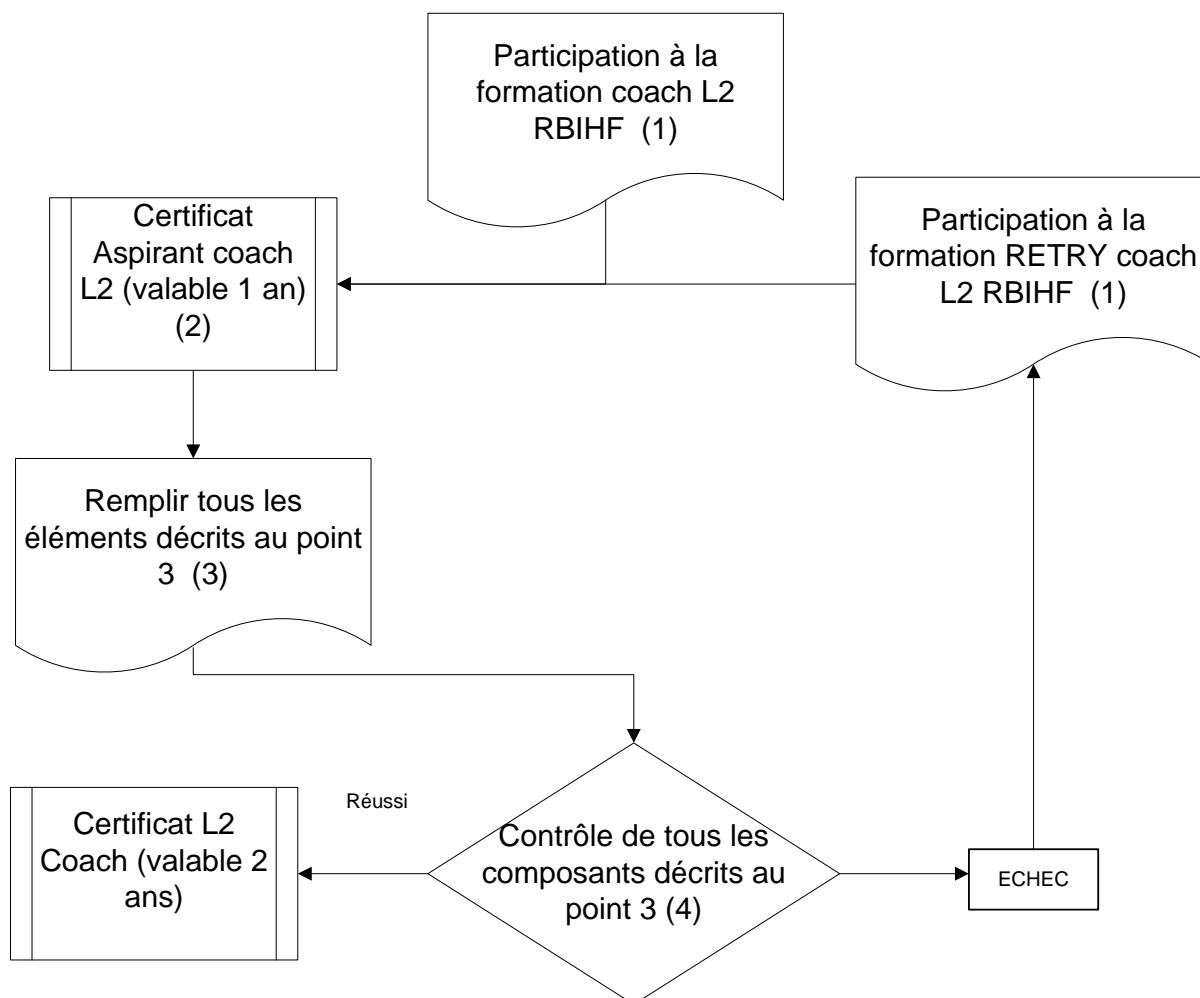 Participation à la
formation coach L2
RBIHF  (1)
Participation à la
formation RETRY coach
L2 RBIHF  (1)
Certificat
Aspirant coach
L2 (valable 1 an)
(2)
Remplir tous les
éléments décrits au point
3  (3)
Réussi
Contrôle de tous les
composants décrits au
point 3 (4)
Certificat L2
Coach (valable 2
ans)
ECHEC